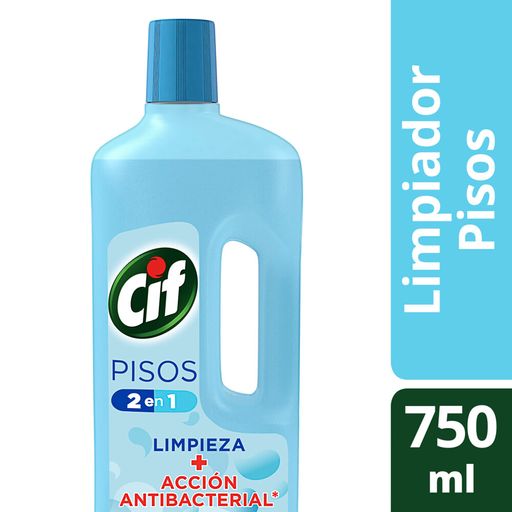 Cif
PISOS
2 en 1
LIMPIEZA
+
ACCIÓN
ANTIBACTERIAL*
Limpiador
Pisos
750
ml